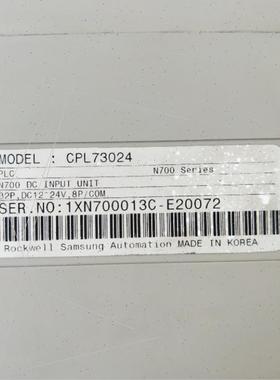 MODEL : CPL73024
PLC N700 Series
N700 DC INPUT UNIT
32P,DC12~24V,8P/COM
SER.NO:1XN700013C-E20072
Rockwell Samsung Automation MADE IN KOREA